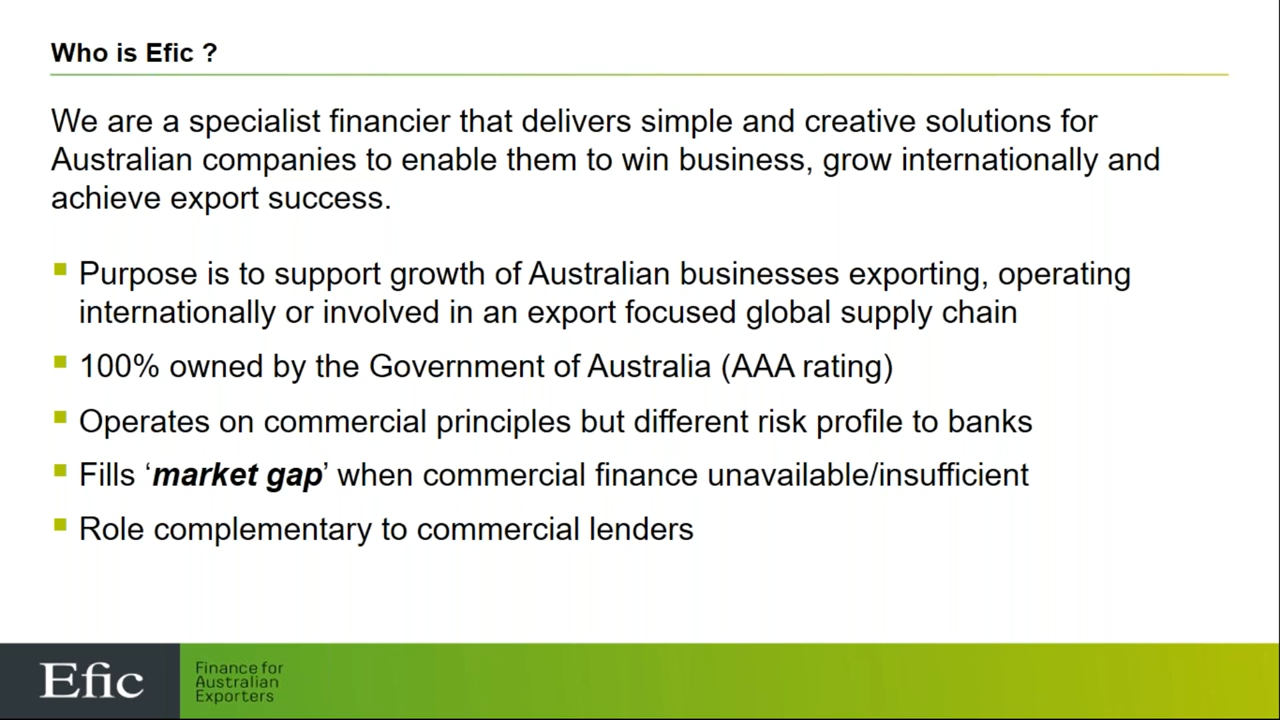 Who is Efic ?
We are a specialist financier that delivers simple and creative solutions for
Australian companies to enable them to win business, grow internationally and
achieve export success.
Purpose is to support growth of Australian businesses exporting, operating
internationally or involved in an export focused global supply chain
100% owned by the Government of Australia (AAA rating)
Operates on commercial principles but different risk profile to banks
Fills ‘market gap’ when commercial finance unavailable/insufficient
Role complementary to commercial lenders
Efic
Finance for
Australian
Exporters